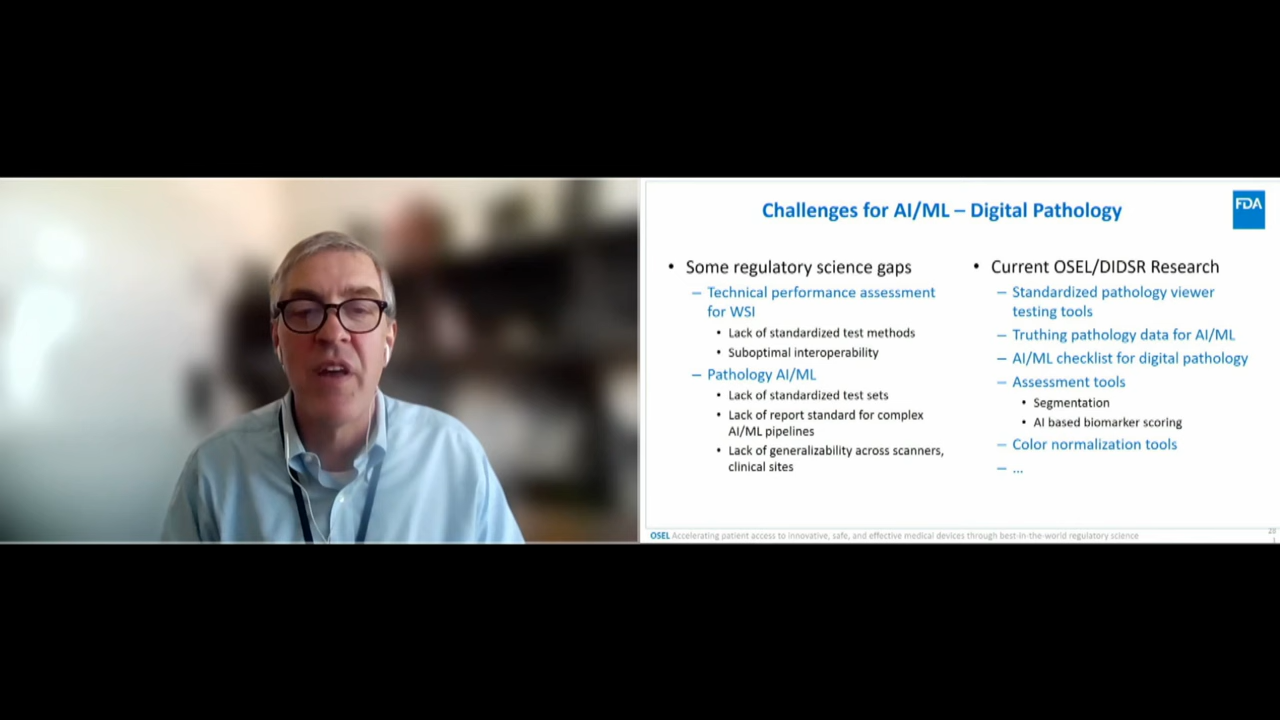 Challenges for AI/ML – Digital Pathology
FDA
• Some regulatory science gaps
– Technical performance assessment
for WSI
• Lack of standardized test methods
• Suboptimal interoperability
– Pathology AI/ML
• Lack of standardized test sets
• Lack of report standard for complex
AI/ML pipelines
• Lack of generalizability across scanners,
clinical sites
• Current OSEL/DIDSR Research
– Standardized pathology viewer
testing tools
– Truthing pathology data for AI/ML
– AI/ML checklist for digital pathology
– Assessment tools
• Segmentation
• AI based biomarker scoring
– Color normalization tools
– ...
OSEL Accelerating patient access to innovative, safe, and effective medical devices through best-in-the-world regulatory science